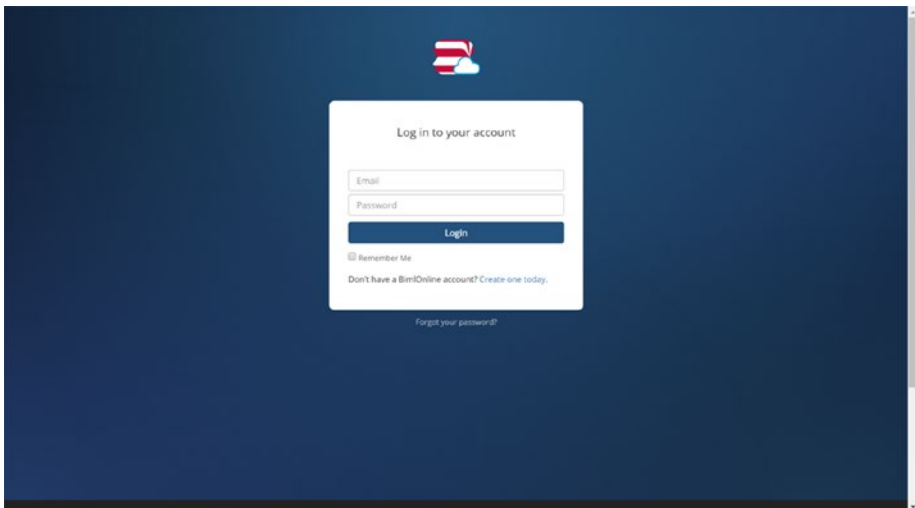 Log in to your account
Email
Password
Login
Remember Me
Don't have a BimlOnline account? Create one today.
Forgot your password?